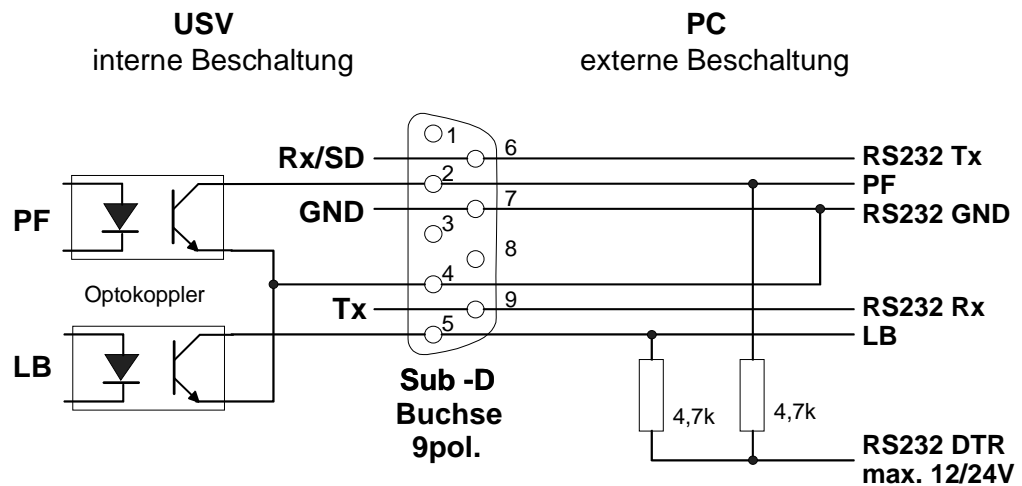 USV
interne Beschaltung
PC
externe Beschaltung
1
6
Rx/SD
RS232 Tx
2
PF
PF
7
GND
RS232 GND
3
8
4
Optokoppler
Tx
9
RS232 Rx
5
LB
LB
Sub -D
Buchse
9pol.
4,7k
4,7k
RS232 DTR
max. 12/24V